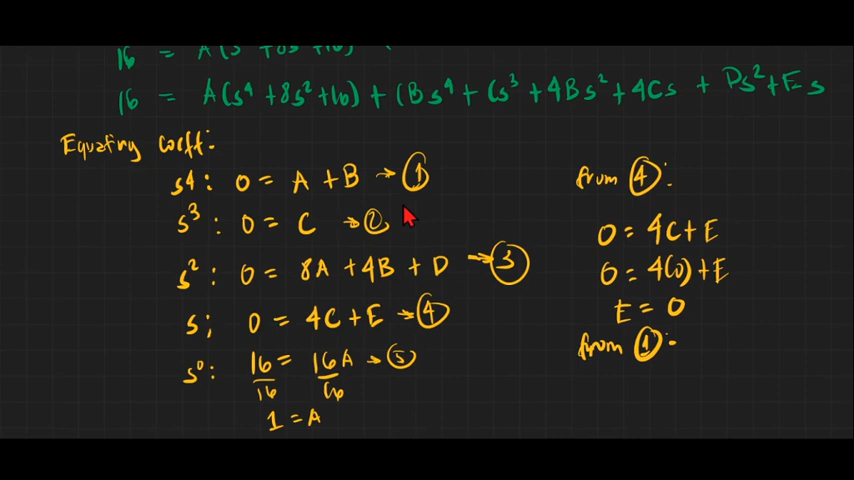 16 = A(s⁴ + 8s² + 16) + (Bs⁴ + Cs³ + 4Bs² + 4Cs + Ds² + Es
Equating coeff:
s⁴: 0 = A + B → ①
s³: 0 = C → ②
s²: 0 = 8A + 4B + D → ③
s; 0 = 4C + E → ④
s⁰: 16 = 16A → ⑤
16 16
1 = A
from ④:
0 = 4C + E
0 = 4(0) + E
E = 0
from ①: